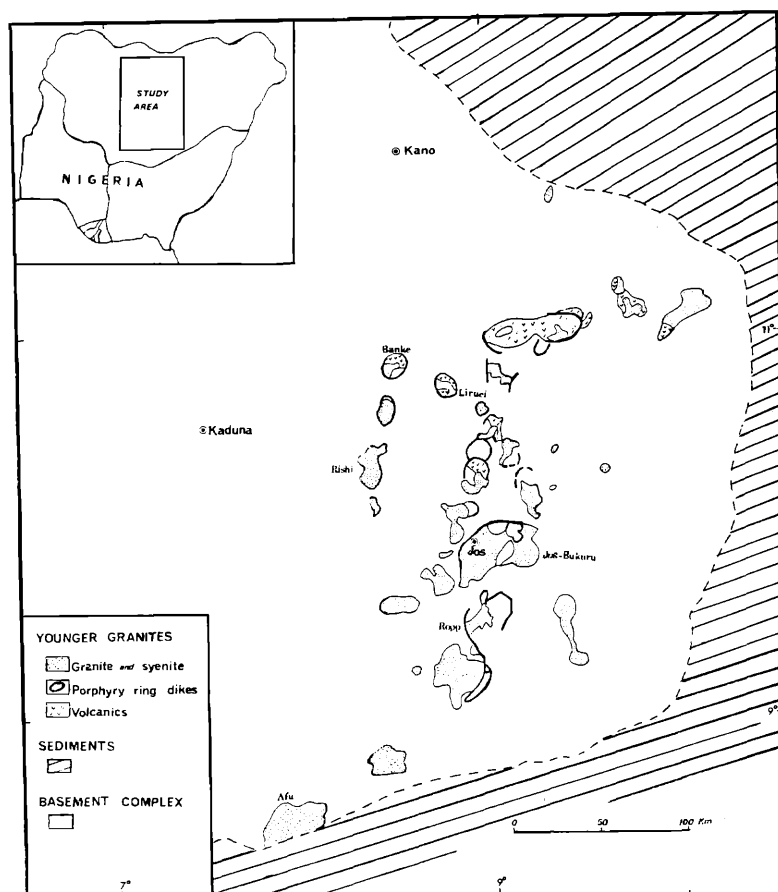 STUDY
AREA
NIGERIA
Kano
11°
Banke
Liruei
Kaduna
Rishi
Jos
Jos-Bukuru
Ropp
YOUNGER GRANITES
Granite and syenite
Porphyry ring dikes
Volcanics
SEDIMENTS
BASEMENT COMPLEX
9°
Afu
0 50 100 Km
7°
9°